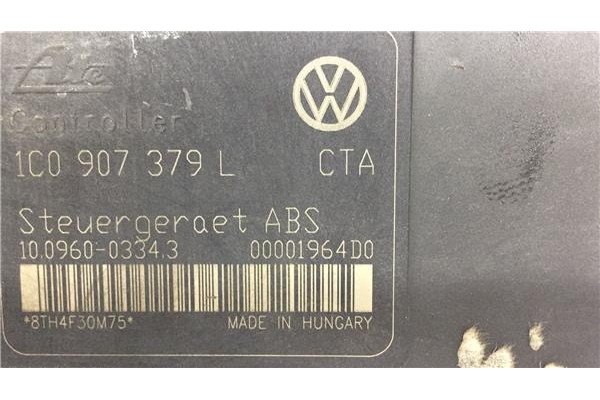 Ate
Controller
1C0 907 379 L CTA
Steuergeraet ABS
10.0960-0334.3 00001964D0
*8TH4F30M75* MADE IN HUNGARY